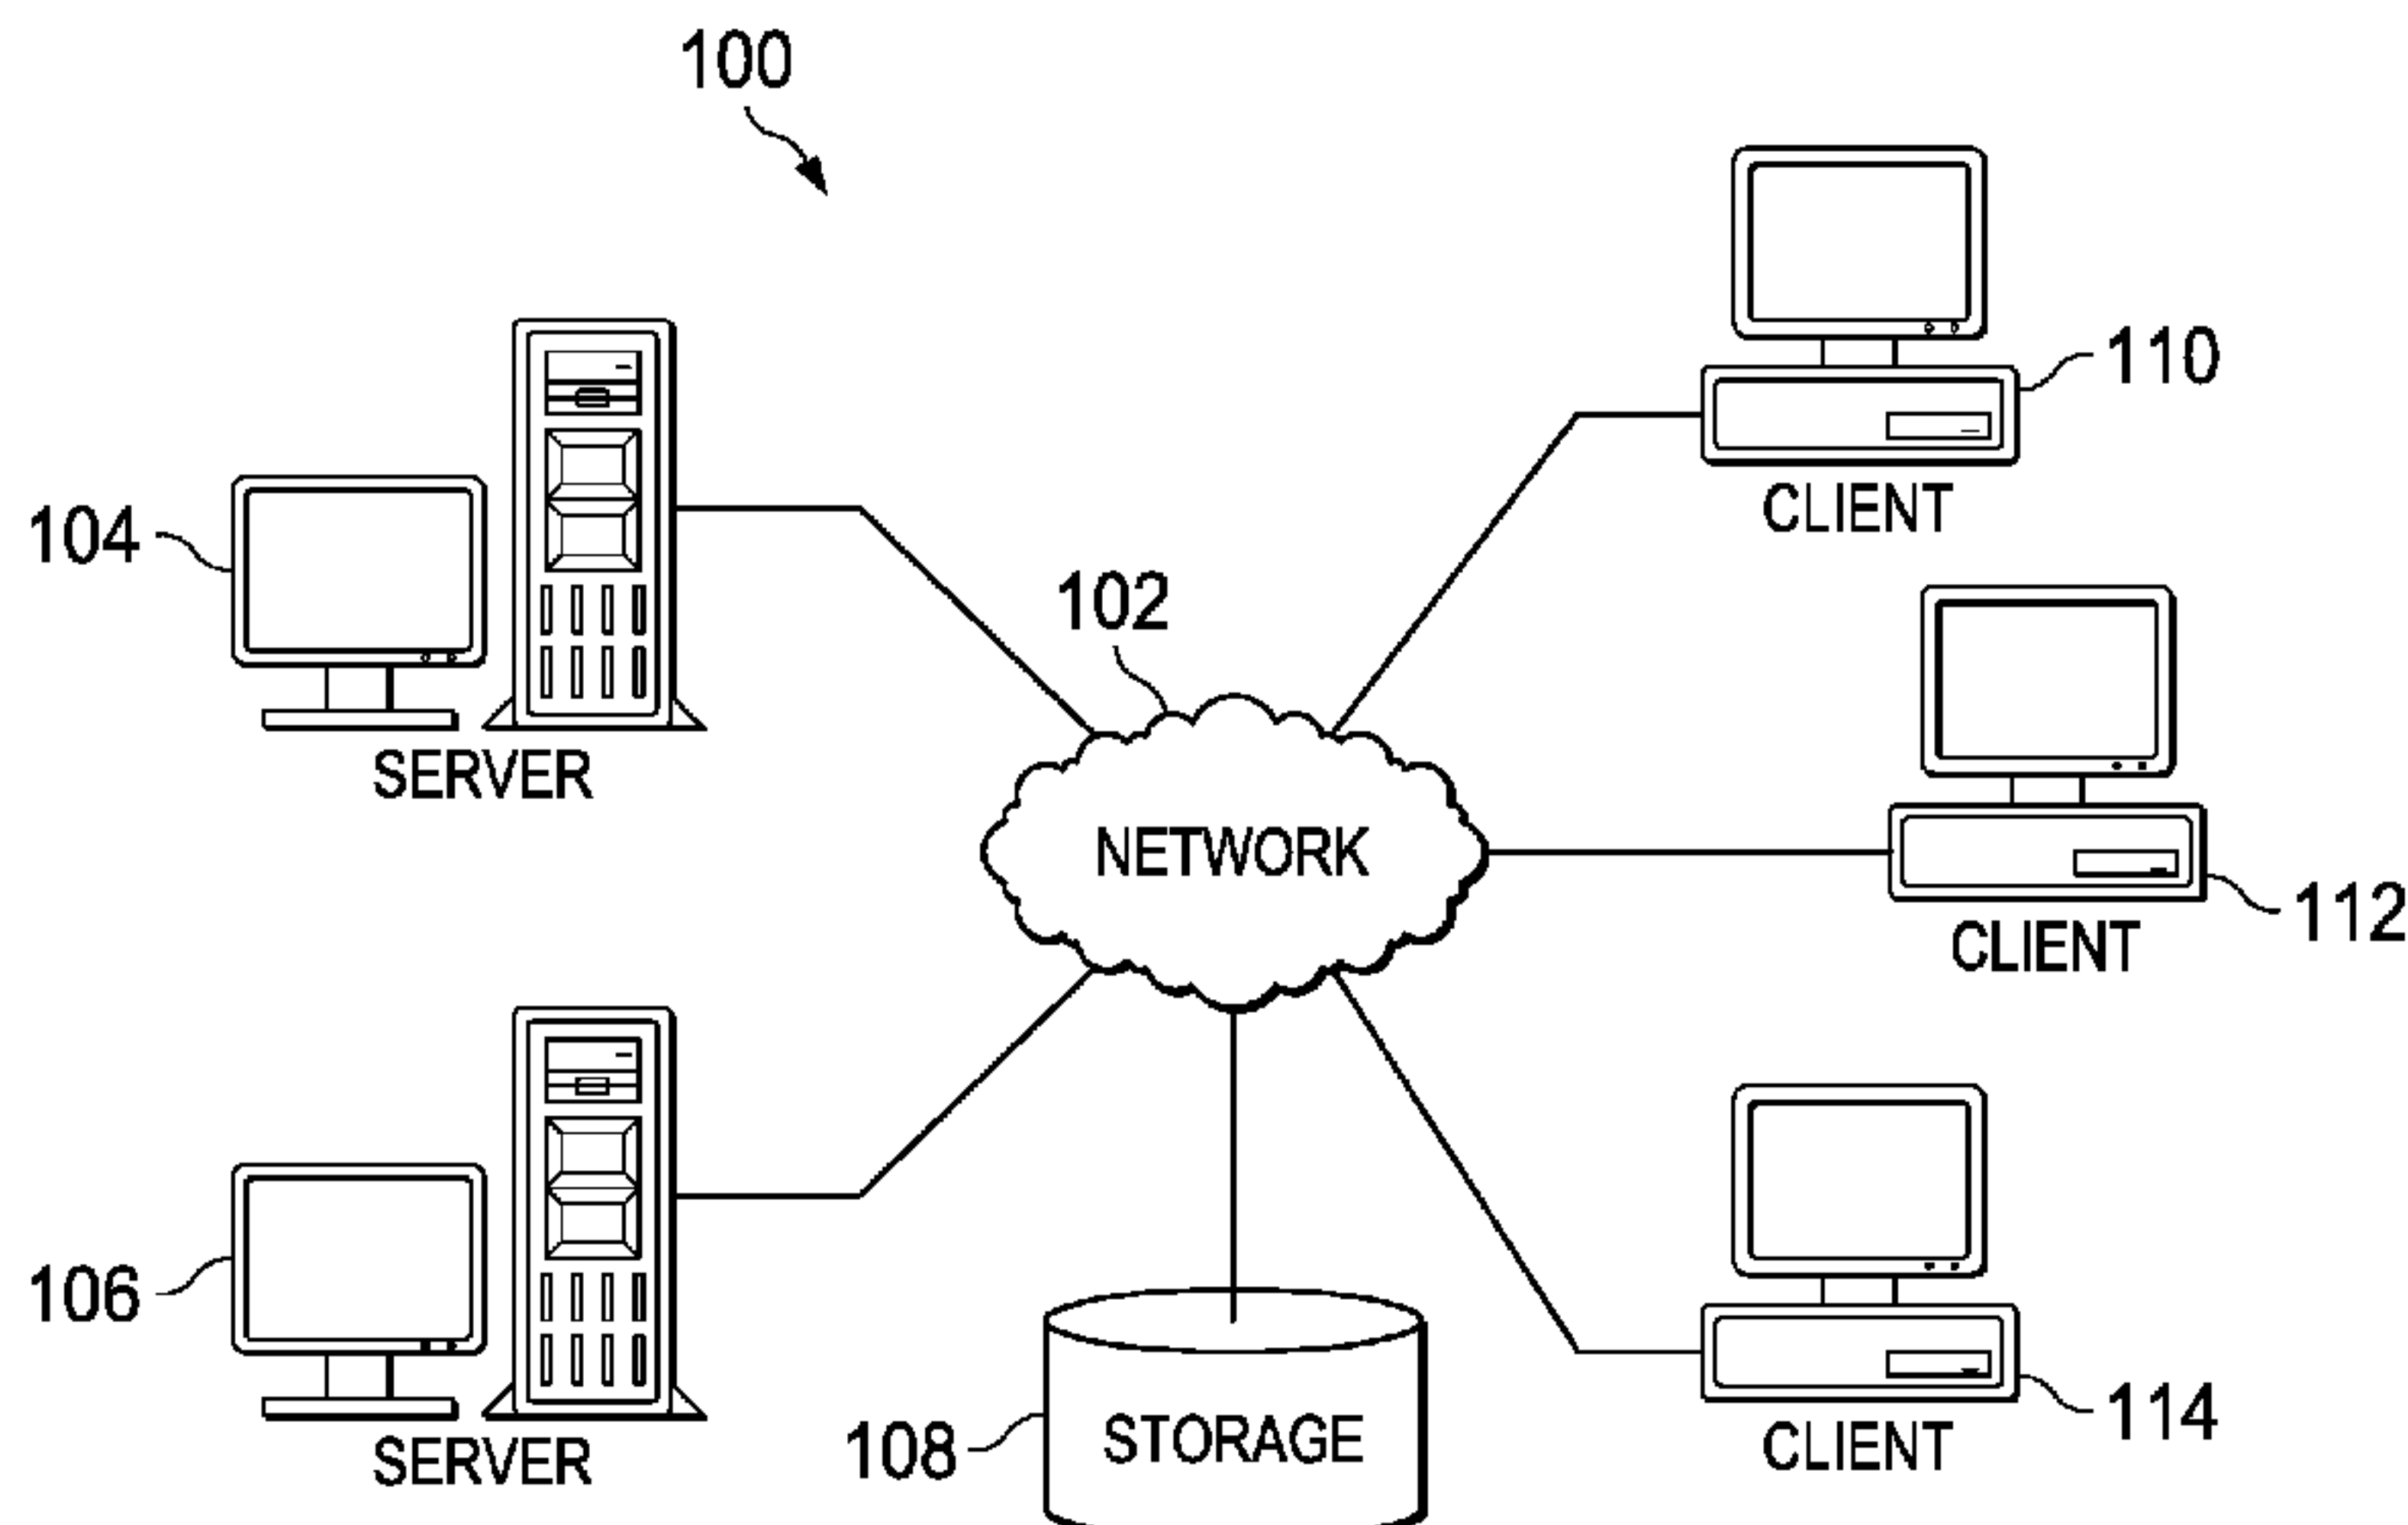 100
110
CLIENT
104
SERVER
102
NETWORK
112
CLIENT
106
SERVER
108
STORAGE
114
CLIENT